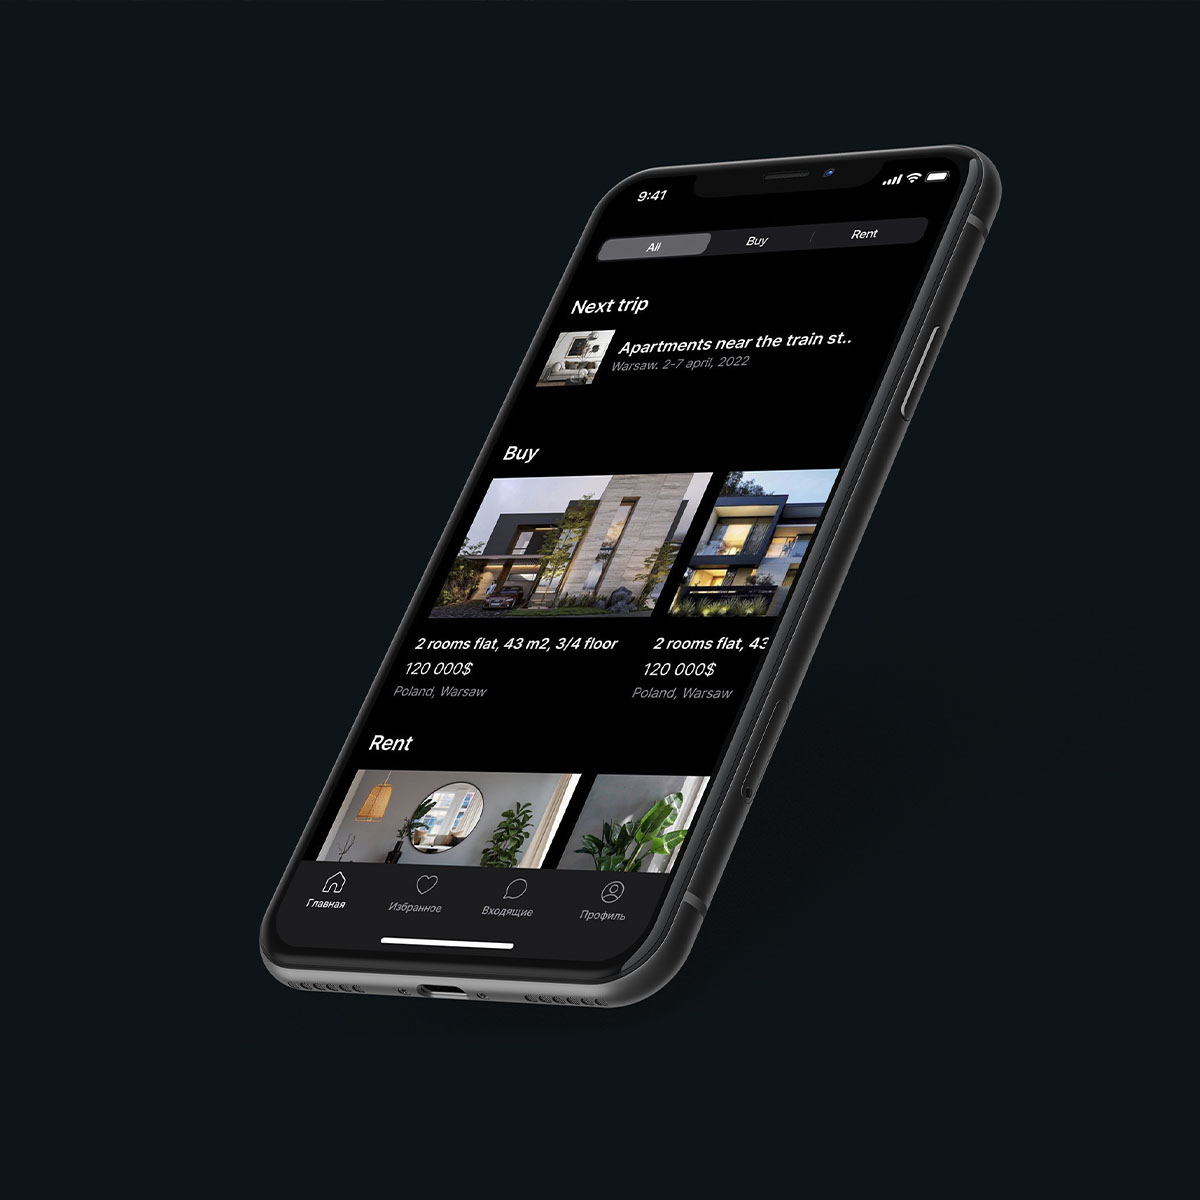 9:41
All
Buy
Rent
Next trip
Apartments near the train st..
Warsaw. 2-7 april, 2022
Buy
2 rooms flat, 43 m2, 3/4 floor
120 000$
Poland, Warsaw
2 rooms flat, 43
120 000$
Poland, Warsaw
Rent
Главная
Избранное
Входящие
Профиль